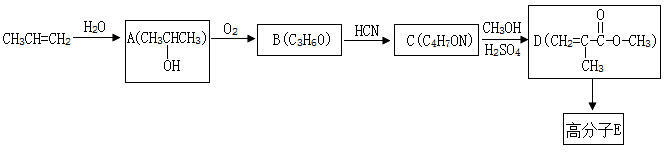 CH₃CH=CH₂ H₂O A(CH₃CHCH₃) O₂ B(C₃H₆O) HCN C(C₄H₇ON) CH₃OH H₂SO₄ D(CH₂=C-C-O-CH₃)
OH
O
CH₃
高分子E